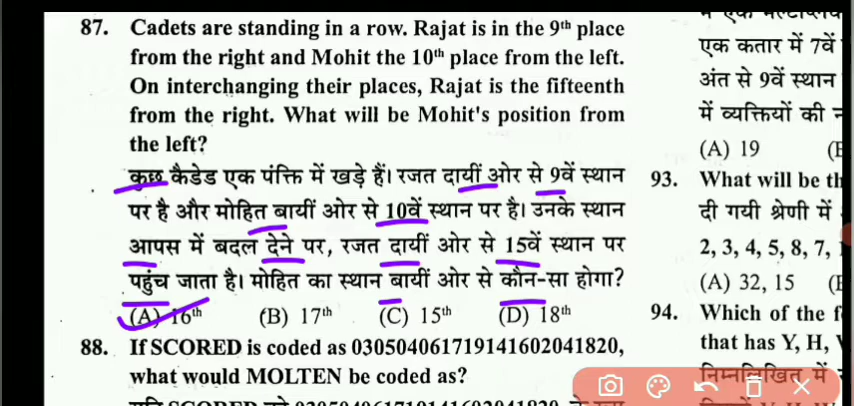 87. Cadets are standing in a row. Rajat is in the 9th place
from the right and Mohit the 10th place from the left.
On interchanging their places, Rajat is the fifteenth
from the right. What will be Mohit's position from
the left?
कुछ कैडेड एक पंक्ति में खड़े हैं। रजत दायीं ओर से 9वें स्थान
पर है और मोहित बायीं ओर से 10वें स्थान पर है। उनके स्थान
आपस में बदल देने पर, रजत दायीं ओर से 15वें स्थान पर
पहुंच जाता है। मोहित का स्थान बायीं ओर से कौन-सा होगा?
(A) 16th (B) 17th (C) 15th (D) 18th
88. If SCORED is coded as 030504061719141602041820,
what would MOLTEN be coded as?
एक कतार में 7वें
अंत से 9वें स्थान
में व्यक्तियों की
(A) 19
93. What will be th
दी गयी श्रेणी में
2, 3, 4, 5, 8, 7,
(A) 32, 15
94. Which of the f
that has Y, H,
निम्नलिखित में